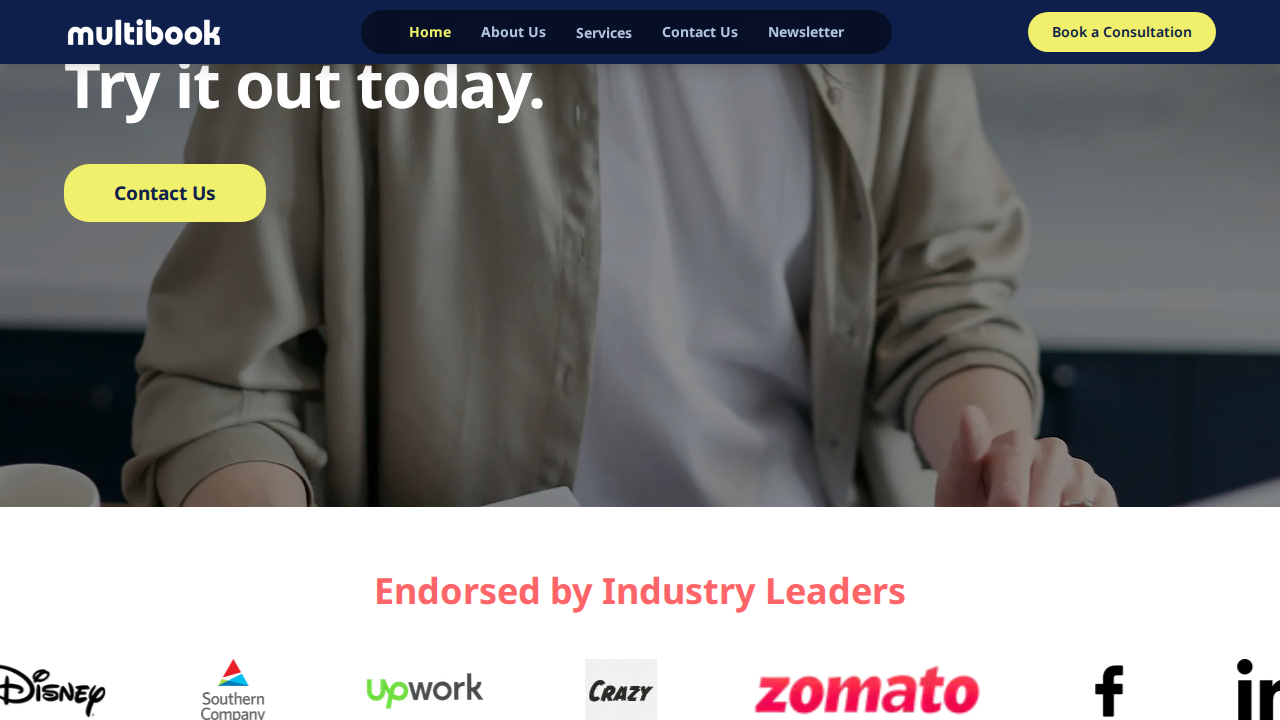 multibook
Home
About Us
Services
Contact Us
Newsletter
Book a Consultation
Try it out today.
Contact Us
Endorsed by Industry Leaders
Disney
Southern
Company
Upwork
CRAZY
zomato
f
in